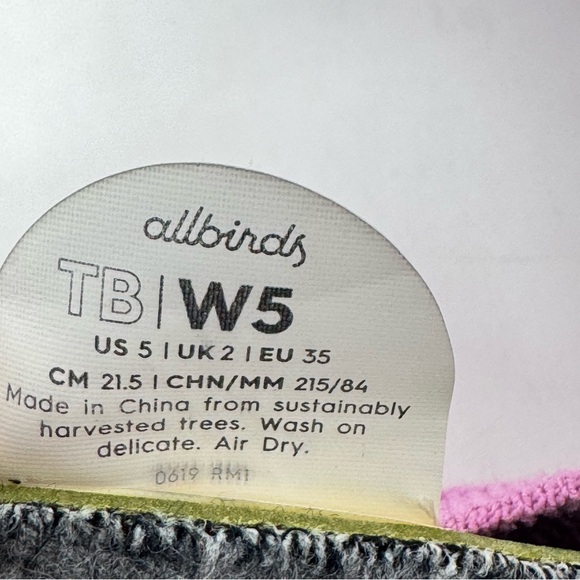 allbirds
TB | W5
US 5 | UK 2 | EU 35
CM 21.5 | CHN/MM 215/84
Made in China from sustainably
harvested trees. Wash on
delicate. Air Dry.
0619 RM1